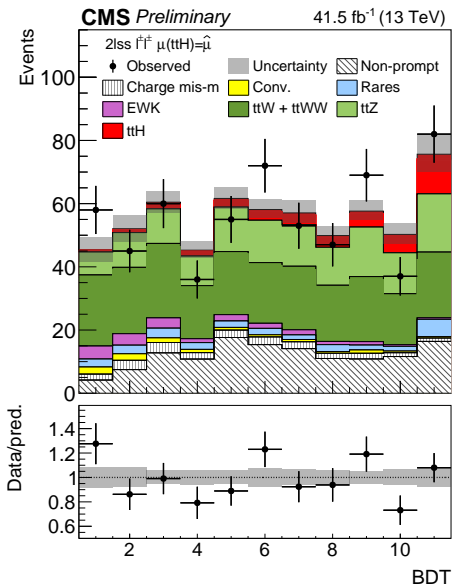 CMS Preliminary 41.5 fb⁻¹ (13 TeV)
2lss l±l± μ(ttH)=μ̂
Observed Uncertainty Non-prompt
Charge mis-m Conv. Rares
EWK ttW + ttWW ttZ
ttH
Events
100
80
60
40
20
0
Data/pred.
1.4
1.2
1.0
0.8
0.6
2 4 6 8 10
BDT